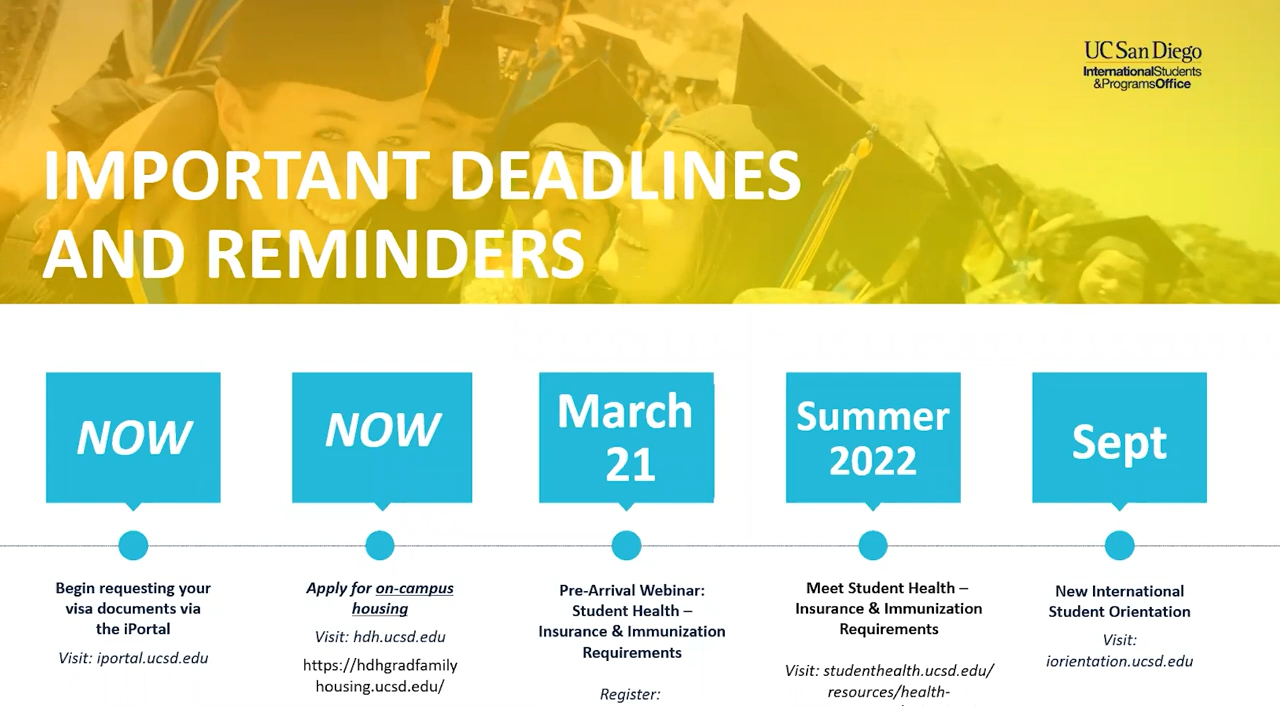 UC San Diego
InternationalStudents
&ProgramsOffice
IMPORTANT DEADLINES
AND REMINDERS
NOW
Begin requesting your
visa documents via
the iPortal
Visit: iportal.ucsd.edu
NOW
Apply for on-campus
housing
Visit: hdh.ucsd.edu
https://hdhgradfamily
housing.ucsd.edu/
March
21
Pre-Arrival Webinar:
Student Health –
Insurance & Immunization
Requirements
Register:
Summer
2022
Meet Student Health –
Insurance & Immunization
Requirements
Visit: studenthealth.ucsd.edu/
resources/health-
Sept
New International
Student Orientation
Visit:
iorientation.ucsd.edu